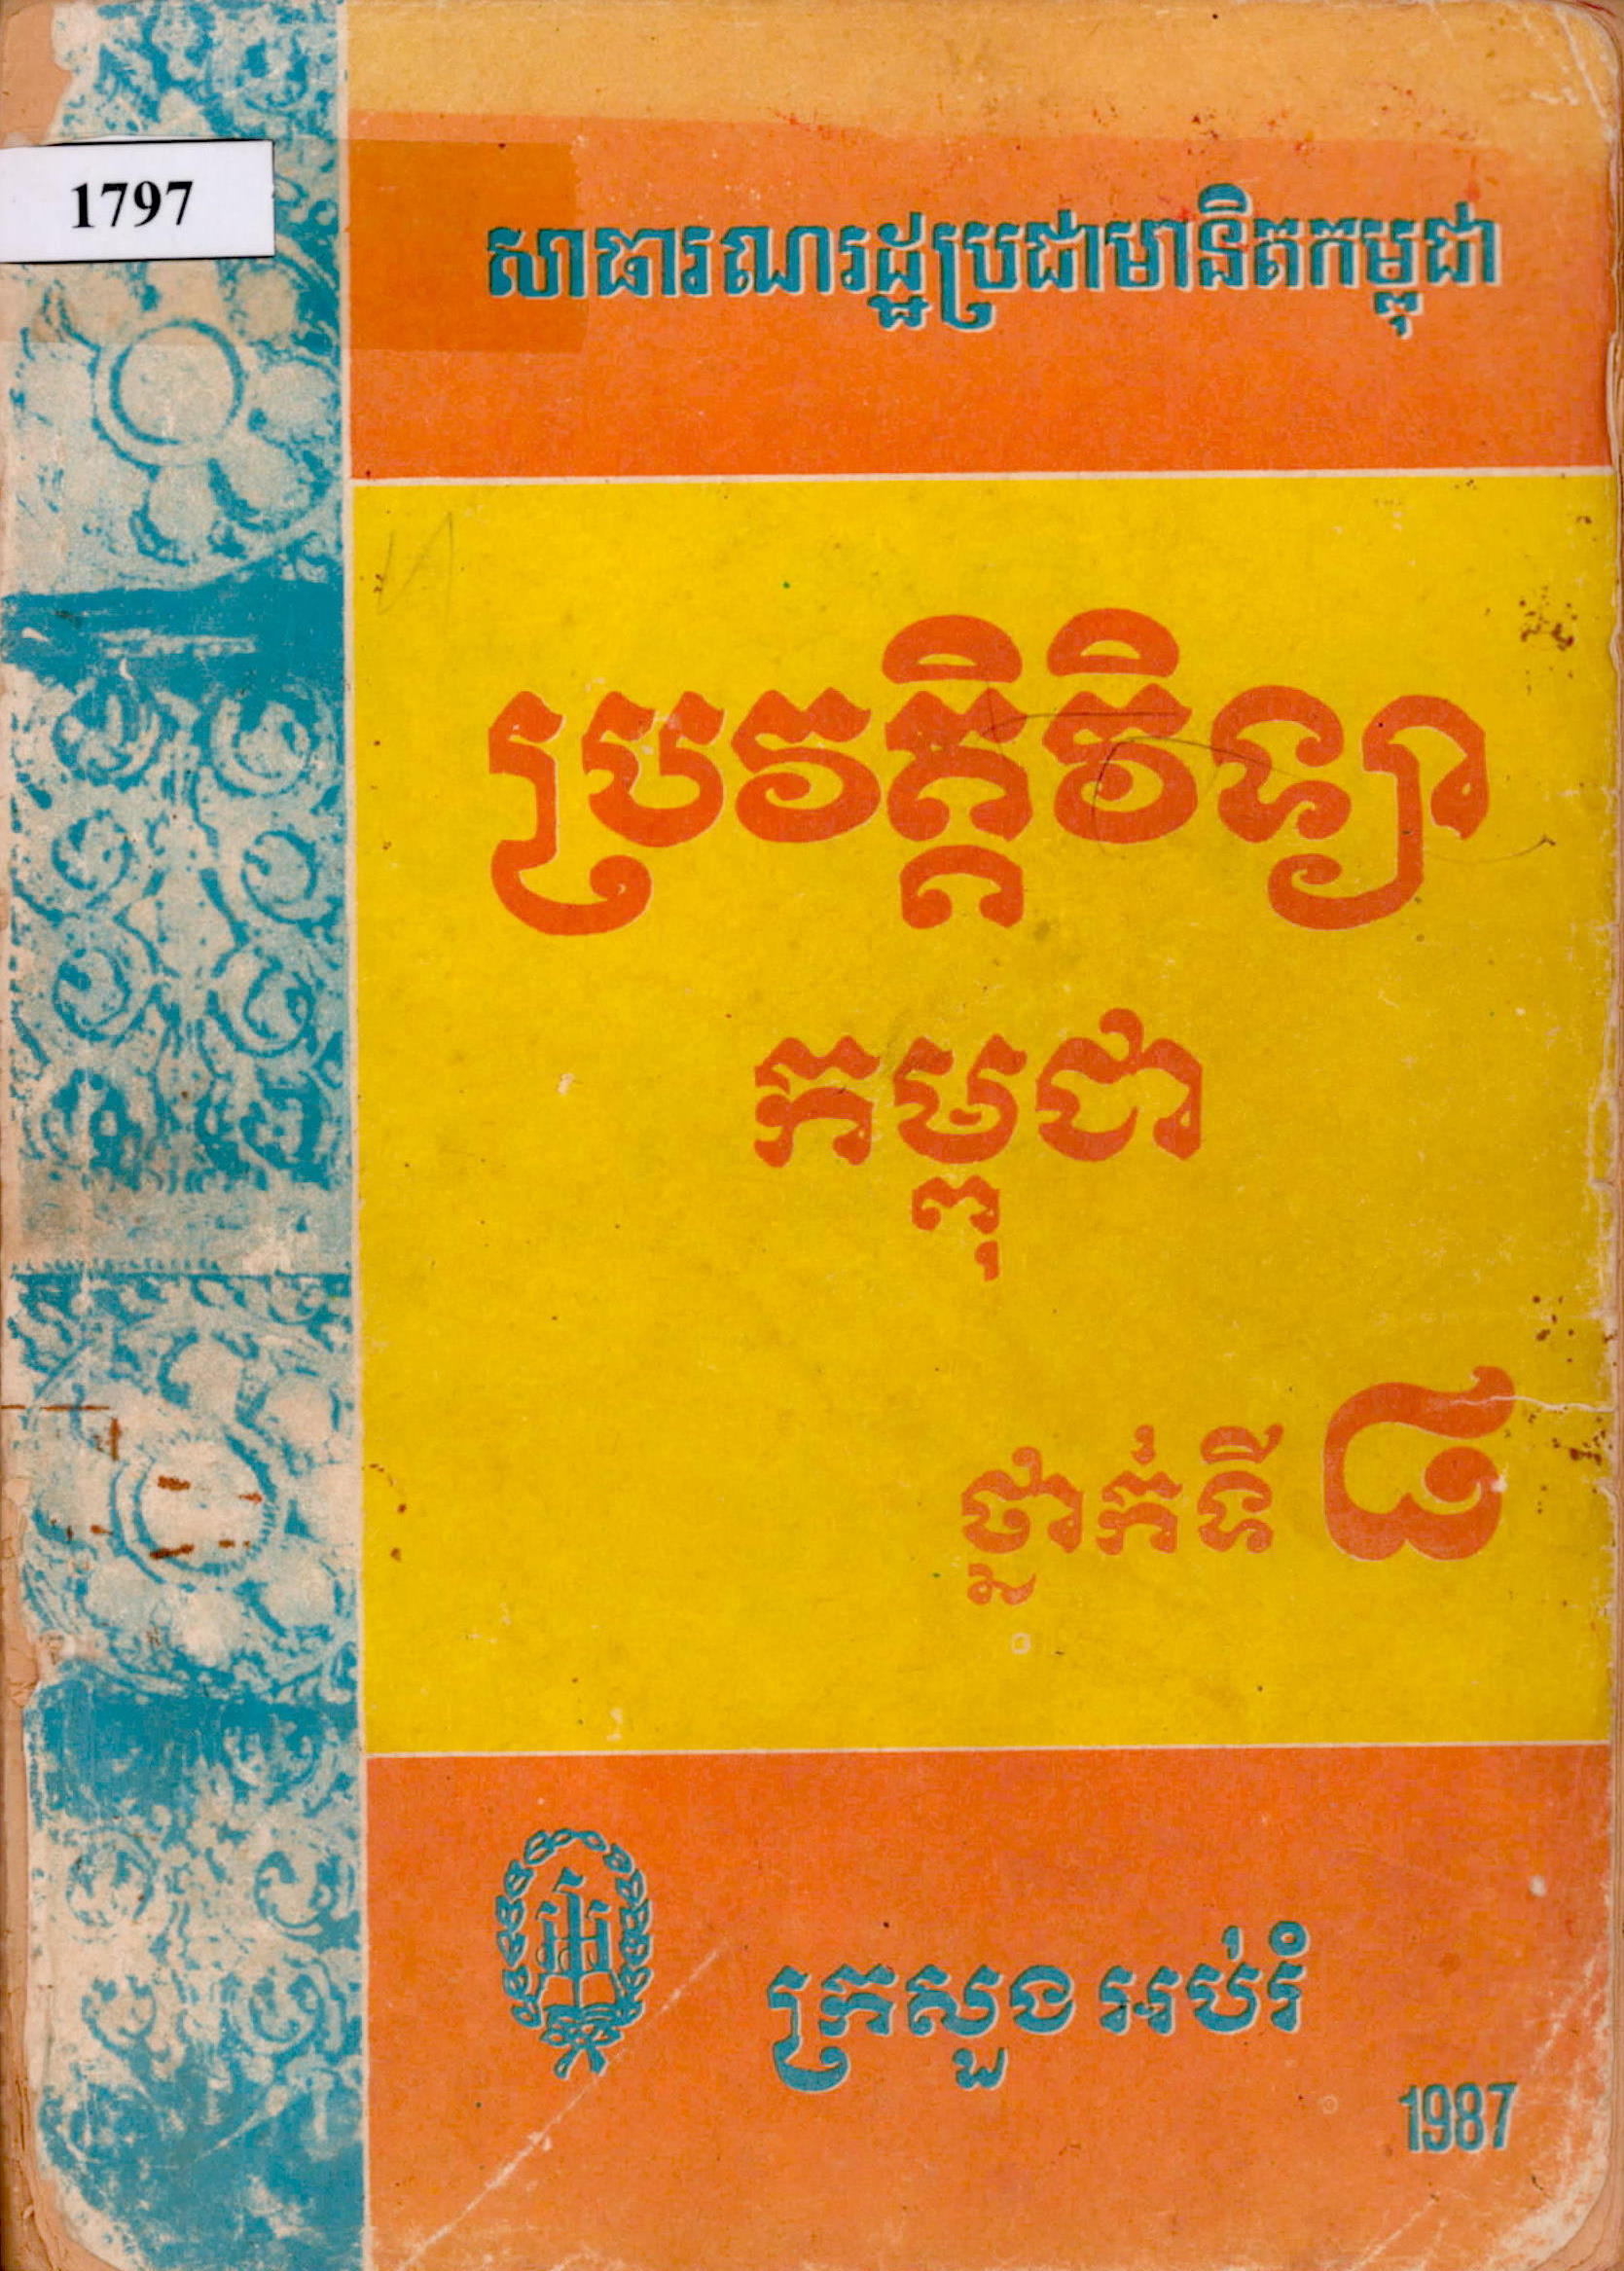 1797
សាធារណរដ្ឋប្រជាមានិតកម្ពុជា
ប្រវត្តិវិទ្យា
កម្ពុជា
ថ្នាក់ទី ៨
ក្រសួង អប់រំ
1987